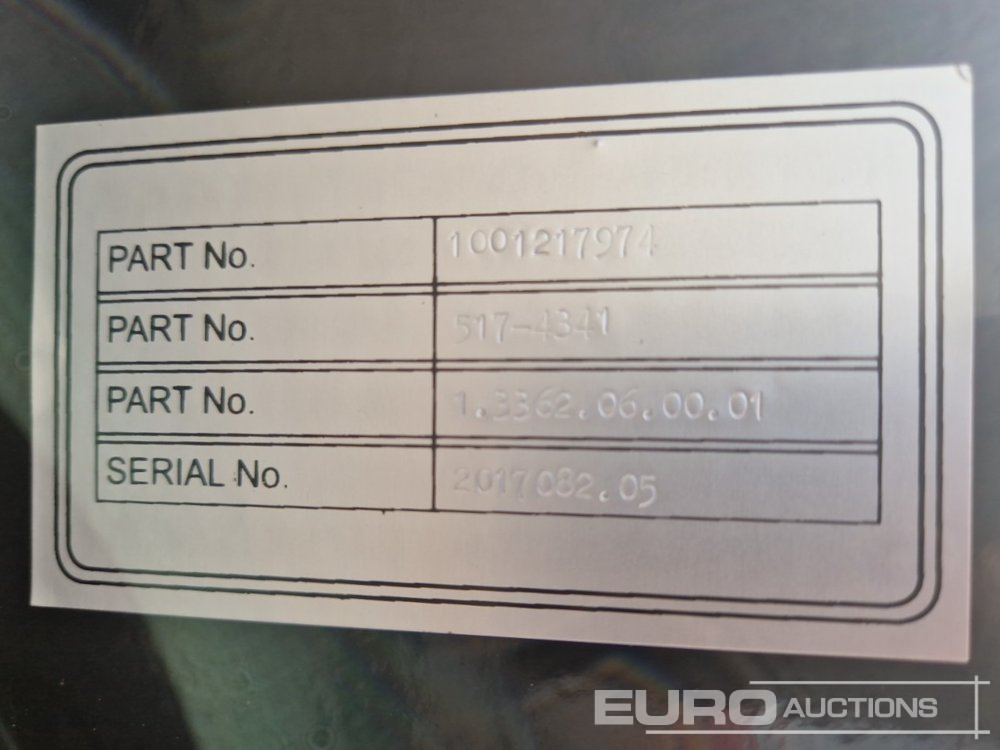 PART No. 1001217974
PART No. 517-4341
PART No. 1.3362.06.00.01
SERIAL No. 2017082.05
EURO AUCTIONS